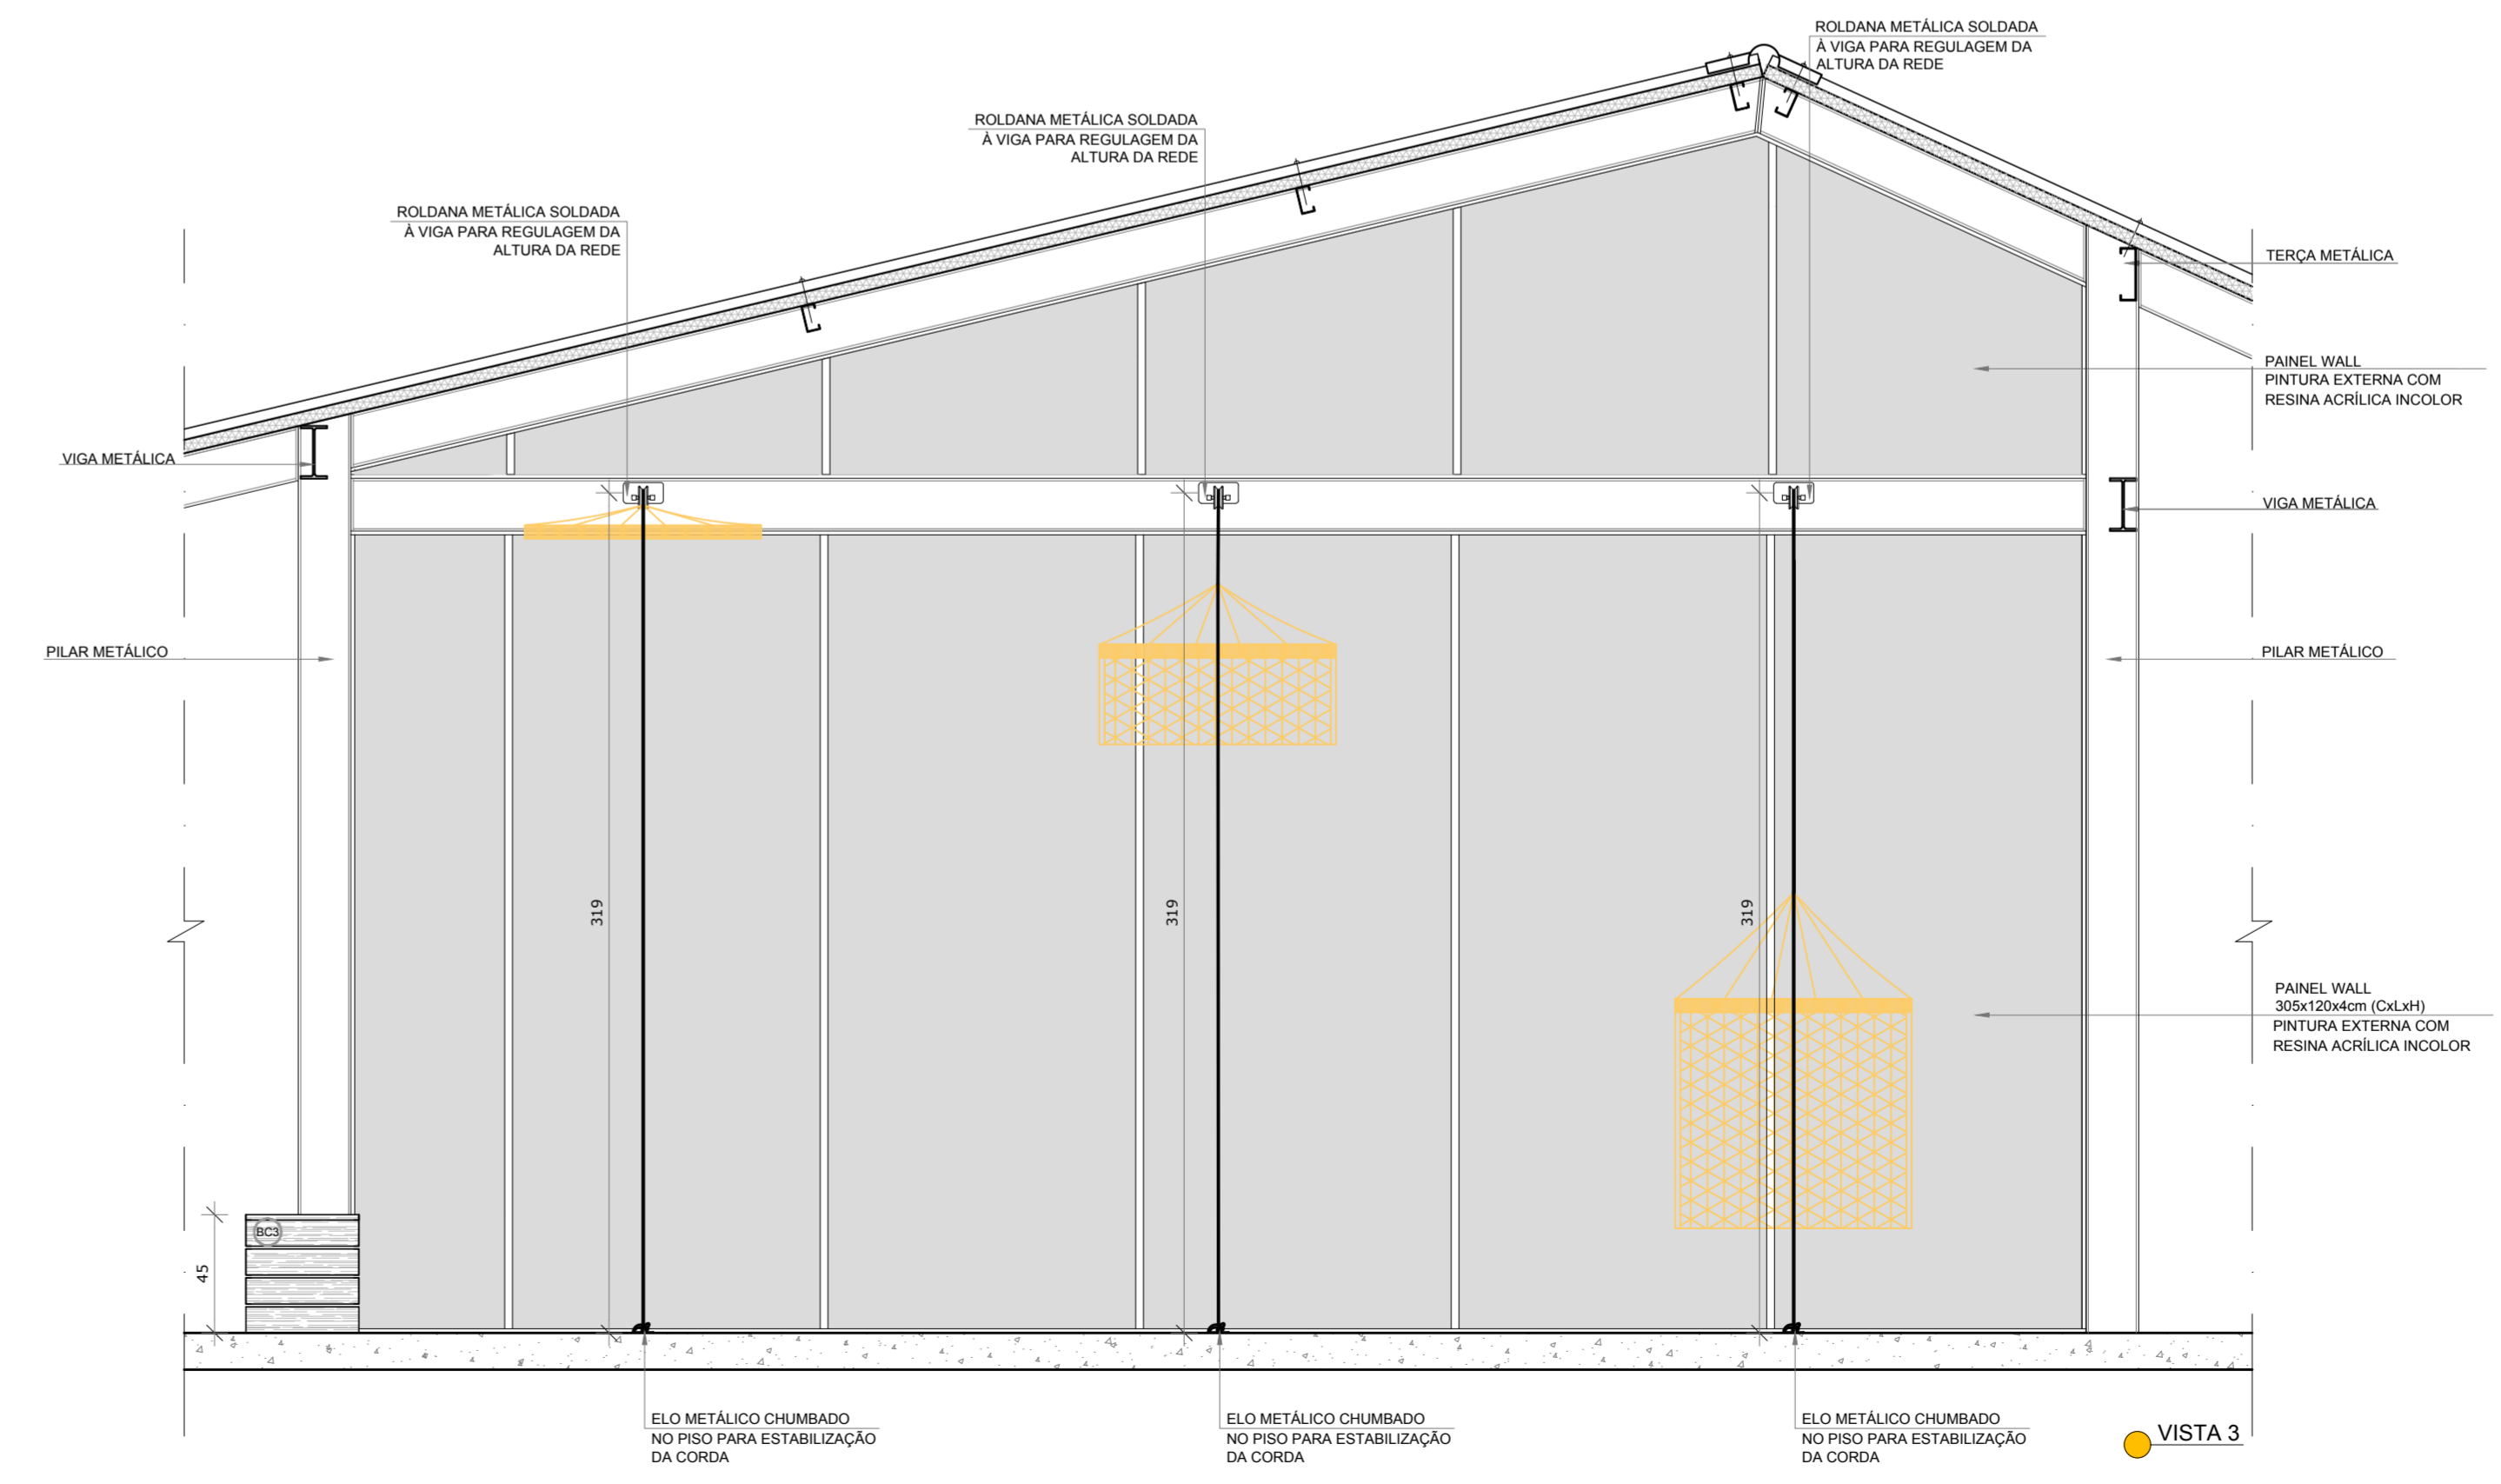 ROLDANA METÁLICA SOLDADA
À VIGA PARA REGULAGEM DA
ALTURA DA REDE
ROLDANA METÁLICA SOLDADA
À VIGA PARA REGULAGEM DA
ALTURA DA REDE
ROLDANA METÁLICA SOLDADA
À VIGA PARA REGULAGEM DA
ALTURA DA REDE
TERÇA METÁLICA
PAINEL WALL
PINTURA EXTERNA COM
RESINA ACRÍLICA INCOLOR
VIGA METÁLICA
VIGA METÁLICA
PILAR METÁLICO
PILAR METÁLICO
319
319
319
PAINEL WALL
305x120x4cm (CxLxH)
PINTURA EXTERNA COM
RESINA ACRÍLICA INCOLOR
BC3
45
ELO METÁLICO CHUMBADO
NO PISO PARA ESTABILIZAÇÃO
DA CORDA
ELO METÁLICO CHUMBADO
NO PISO PARA ESTABILIZAÇÃO
DA CORDA
ELO METÁLICO CHUMBADO
NO PISO PARA ESTABILIZAÇÃO
DA CORDA
VISTA 3